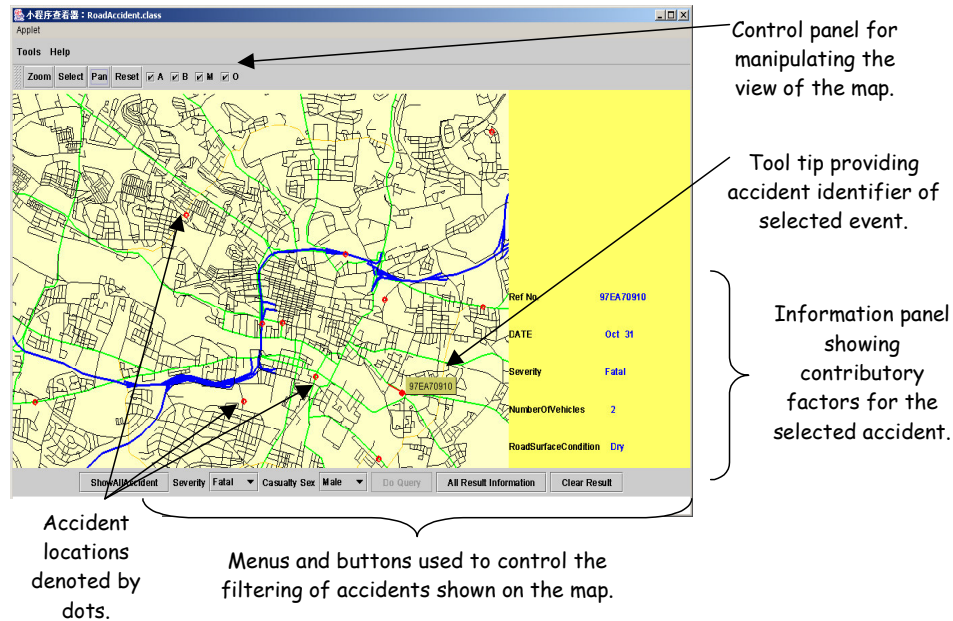 小程序查看器：RoadAccident.class
Applet
Tools Help
Zoom Select Pan Reset A B M O
Control panel for
manipulating the
view of the map.
Tool tip providing
accident identifier of
selected event.
Ref No 97EA70910
DATE Oct 31
Severity Fatal
NumberOfVehicles 2
RoadSurfaceCondition Dry
97EA70910
Information panel
showing
contributory
factors for the
selected accident.
ShowAllAccident Severity Fatal Casualty Sex Male Do Query All Result Information Clear Result
Accident
locations
denoted by
dots.
Menus and buttons used to control the
filtering of accidents shown on the map.